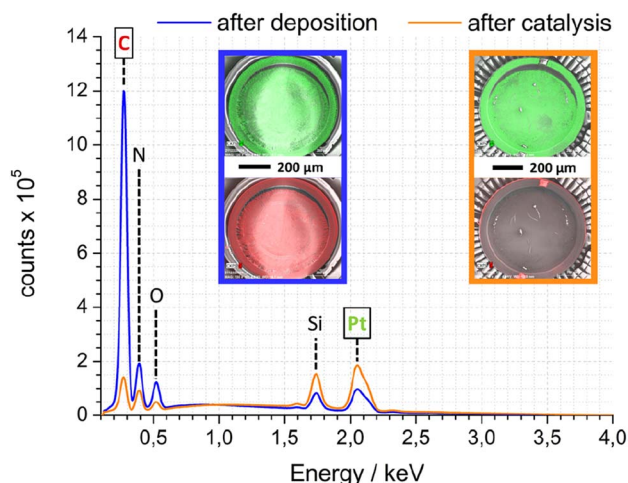 after deposition after catalysis
14
12
10
8
6
4
2
0
counts x 10⁵
C
N
O
Si
Pt
200 µm
200 µm
0,5 1,0 1,5 2,0 2,5 3,0 3,5 4,0
Energy / keV